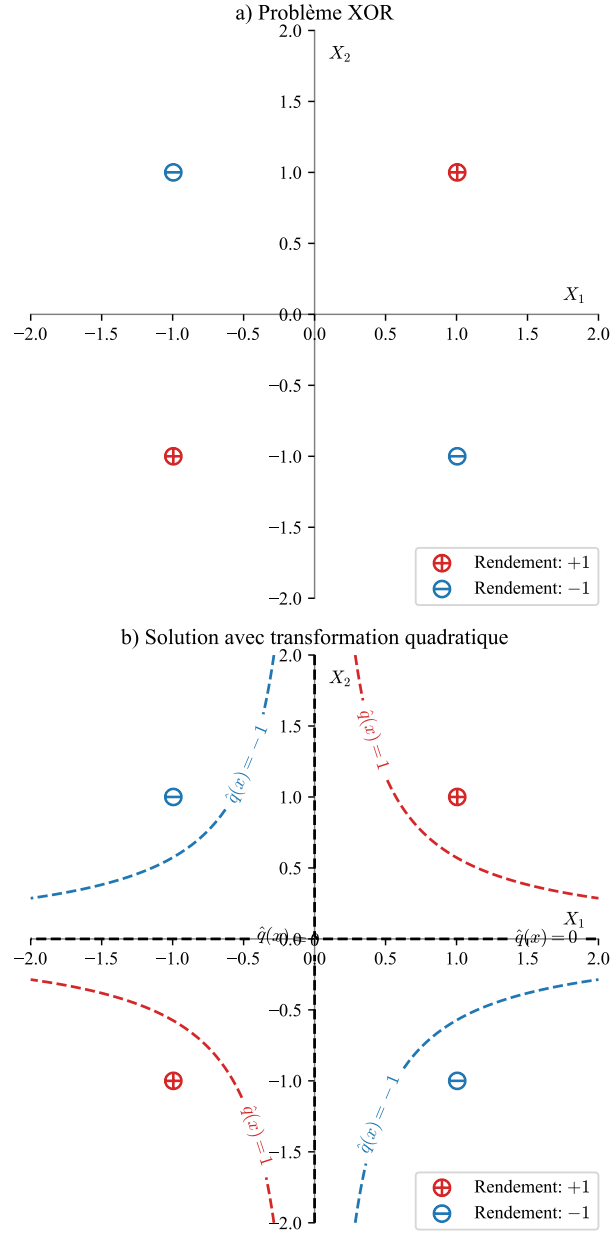 a) Problème XOR
2.0
X₂
1.5
1.0
0.5
X₁
0.0
−2.0 −1.5 −1.0 −0.5 0.0 0.5 1.0 1.5 2.0
−0.5
−1.0
−1.5
Rendement: +1
Rendement: −1
−2.0
b) Solution avec transformation quadratique
2.0
X₂
q̂(x) = −1
q̂(x) = 1
1.5
1.0
0.5
X₁
q̂(x) = 0
0.0
q̂(x) = 0
−2.0 −1.5 −1.0 −0.5 0.0 0.5 1.0 1.5 2.0
−0.5
−1.0
q̂(x) = 1
q̂(x) = −1
−1.5
Rendement: +1
Rendement: −1
−2.0